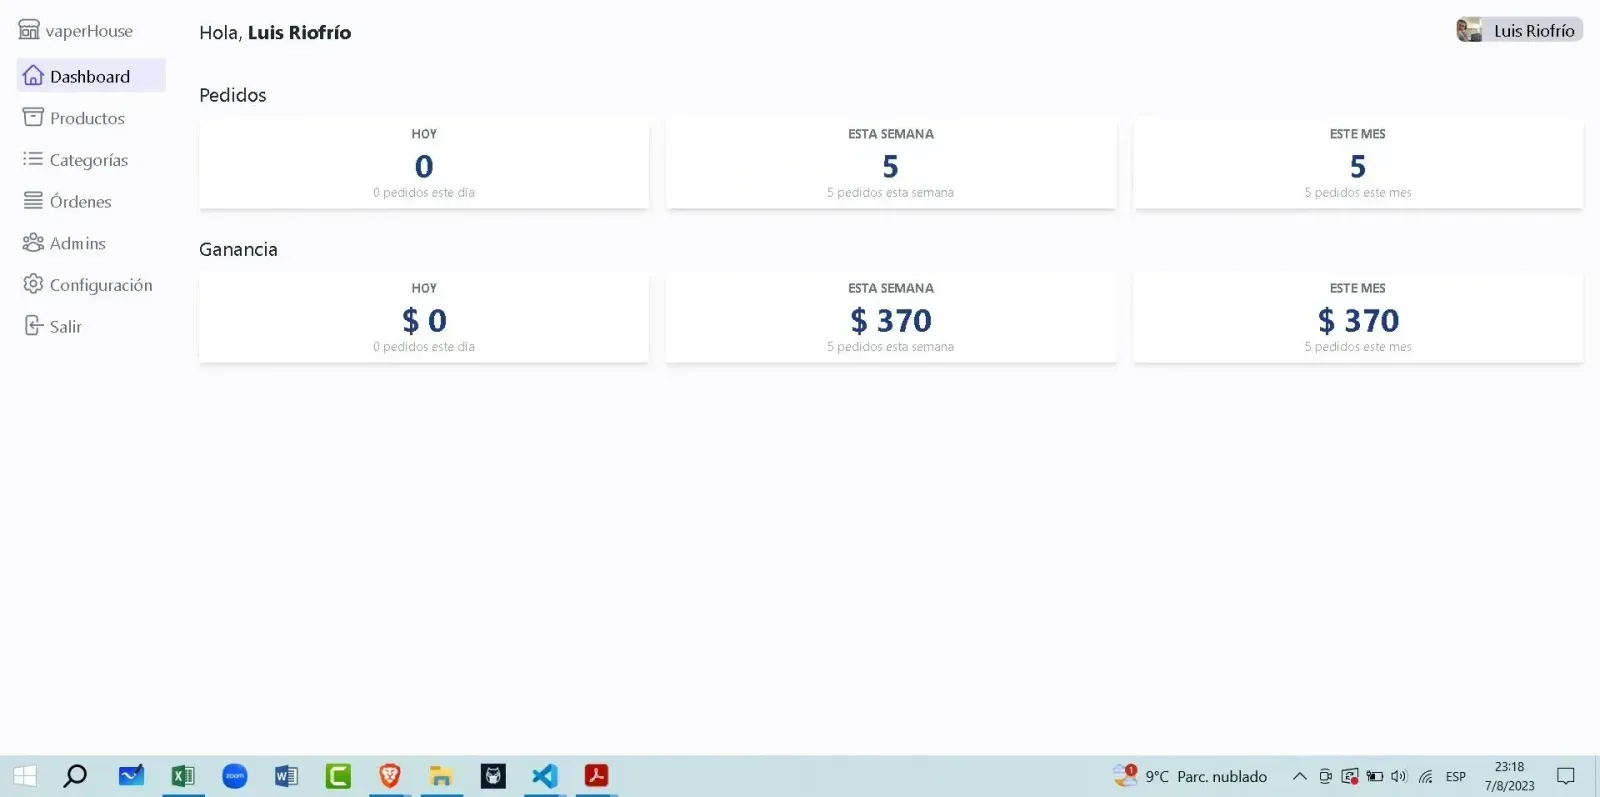 vaperHouse
Dashboard
Productos
Categorías
Órdenes
Admins
Configuración
Salir
Hola, Luis Riofrío
Luis Riofrío
Pedidos
HOY
0
0 pedidos este día
ESTA SEMANA
5
5 pedidos esta semana
ESTE MES
5
5 pedidos este mes
Ganancia
HOY
$ 0
0 pedidos este día
ESTA SEMANA
$ 370
5 pedidos esta semana
ESTE MES
$ 370
5 pedidos este mes
zoom
1
9°C Parc. nublado
ESP
23:18
7/8/2023